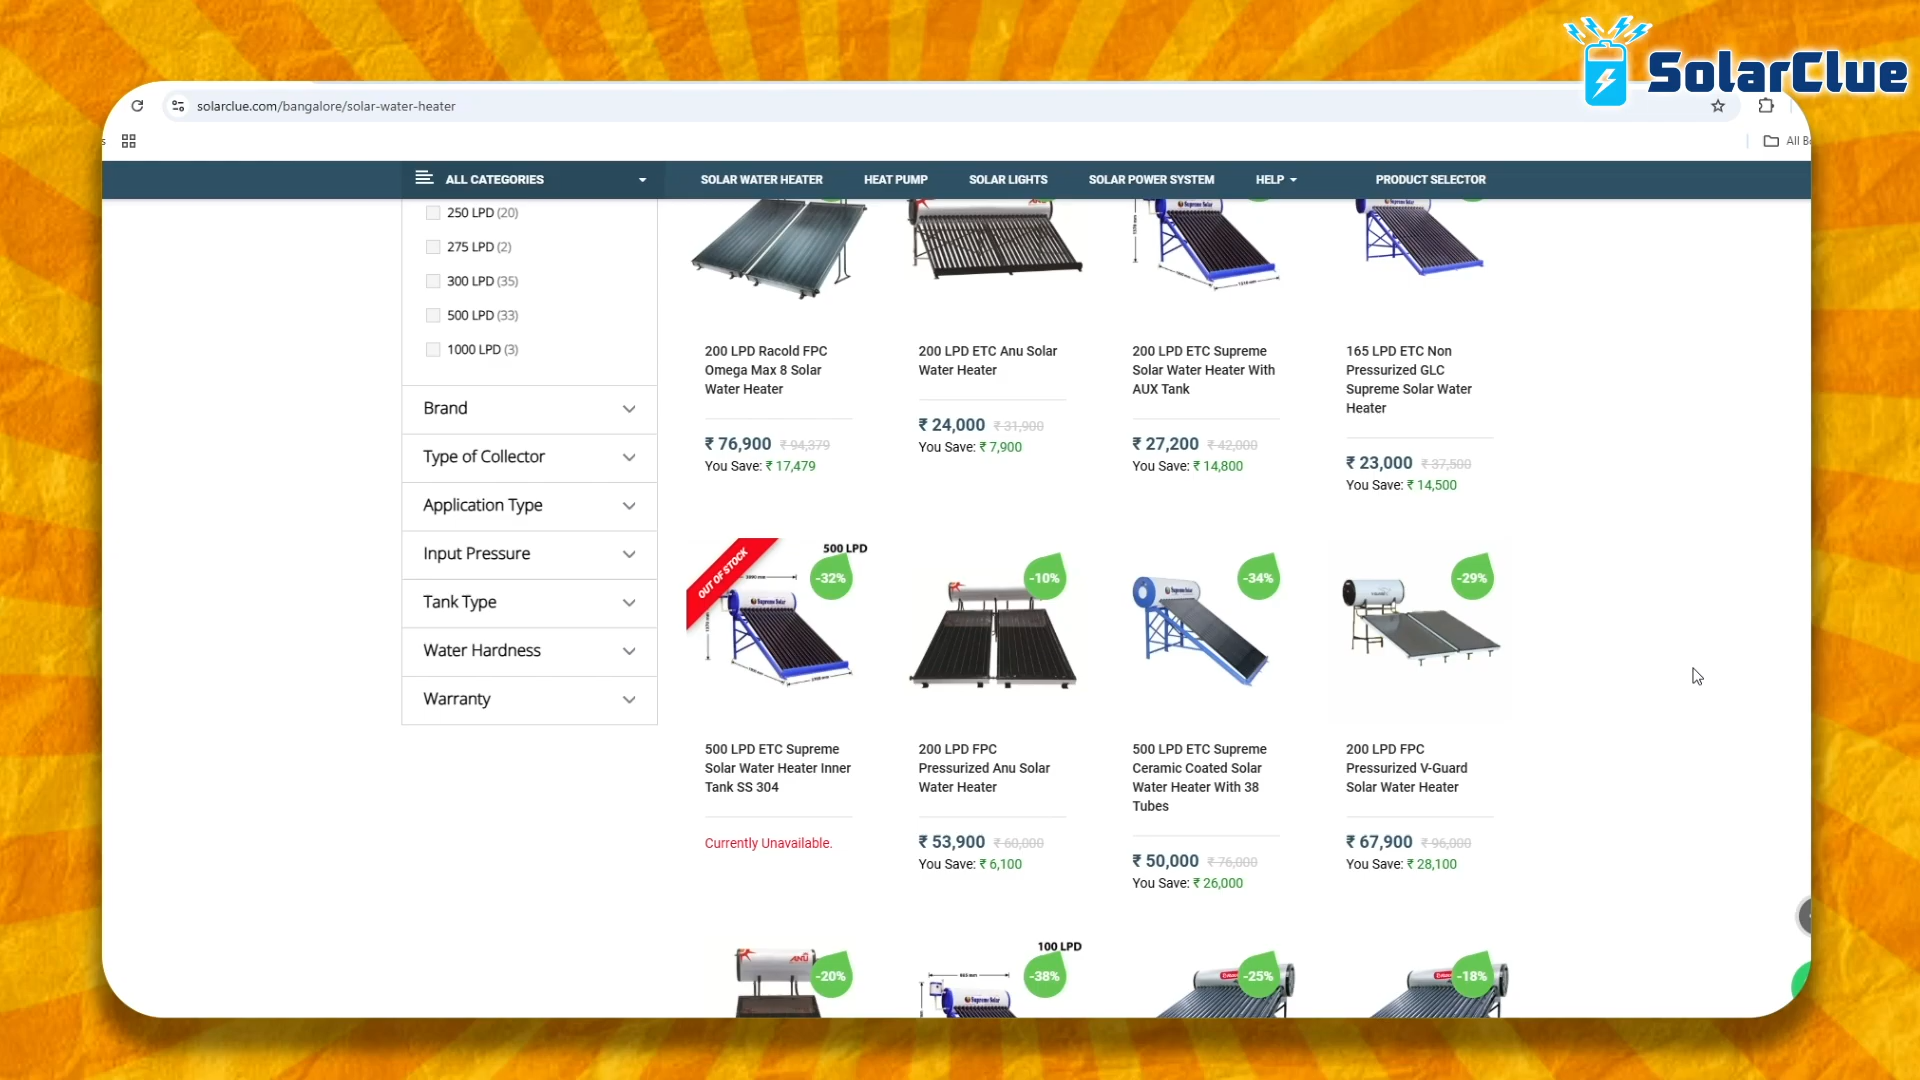 SolarClue
solarclue.com/bangalore/solar-water-heater
All B
ALL CATEGORIES
SOLAR WATER HEATER
HEAT PUMP
SOLAR LIGHTS
SOLAR POWER SYSTEM
HELP
PRODUCT SELECTOR
250 LPD (20)
275 LPD (2)
300 LPD (35)
500 LPD (33)
1000 LPD (3)
Brand
Type of Collector
Application Type
Input Pressure
Tank Type
Water Hardness
Warranty
200 LPD Racold FPC
Omega Max 8 Solar
Water Heater
₹ 76,900 ₹ 94,379
You Save: ₹ 17,479
200 LPD ETC Anu Solar
Water Heater
₹ 24,000 ₹ 31,900
You Save: ₹ 7,900
Supreme Solar
200 LPD ETC Supreme
Solar Water Heater With
AUX Tank
₹ 27,200 ₹ 42,000
You Save: ₹ 14,800
165 LPD ETC Non
Pressurized GLC
Supreme Solar Water
Heater
₹ 23,000 ₹ 37,500
You Save: ₹ 14,500
OUT OF STOCK
500 LPD
-32%
Supreme Solar
500 LPD ETC Supreme
Solar Water Heater Inner
Tank SS 304
Currently Unavailable.
-10%
200 LPD FPC
Pressurized Anu Solar
Water Heater
₹ 53,900 ₹ 60,000
You Save: ₹ 6,100
-34%
Supreme Solar
500 LPD ETC Supreme
Ceramic Coated Solar
Water Heater With 38
Tubes
₹ 50,000 ₹ 76,000
You Save: ₹ 26,000
-29%
200 LPD FPC
Pressurized V-Guard
Solar Water Heater
₹ 67,900 ₹ 96,000
You Save: ₹ 28,100
ANU
-20%
100 LPD
-38%
Supreme Solar
-25%
-18%